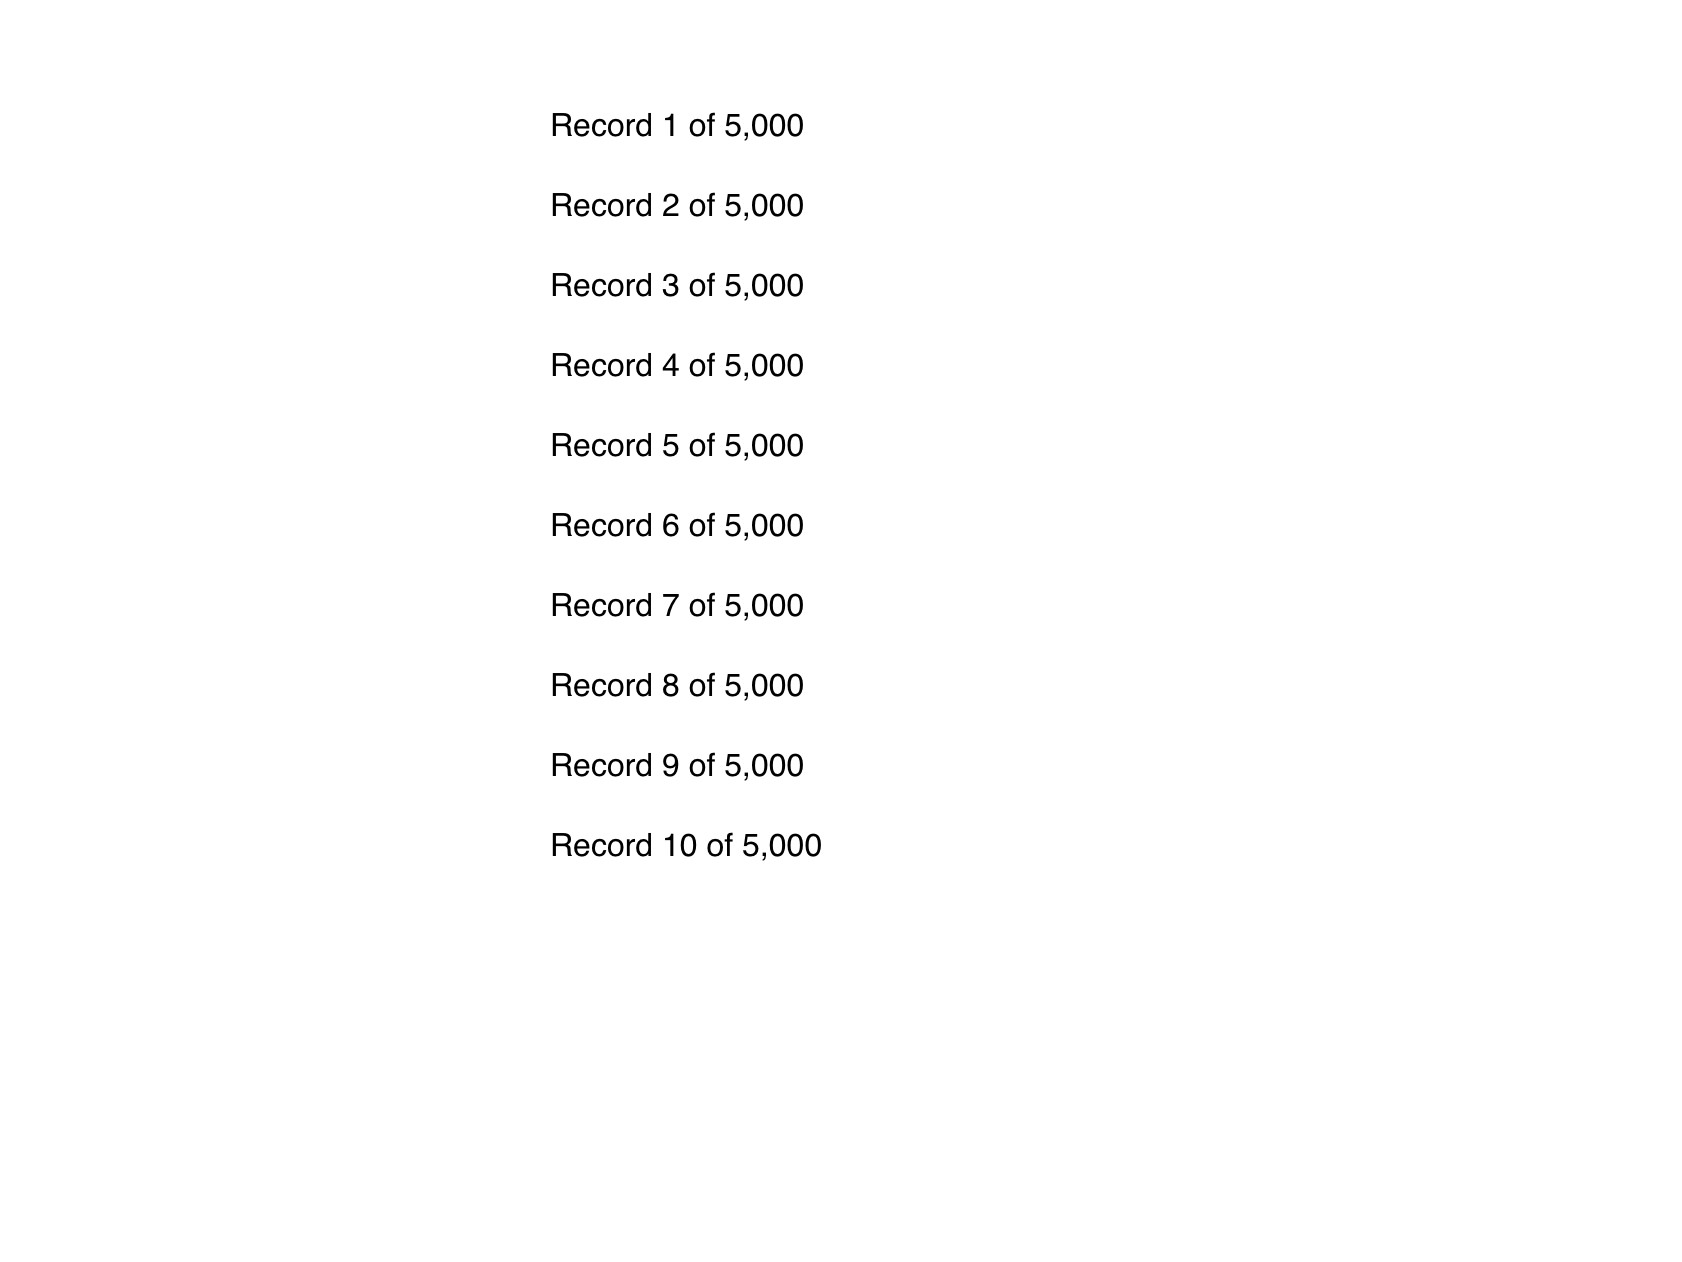 Record 1 of 5,000
Record 2 of 5,000
Record 3 of 5,000
Record 4 of 5,000
Record 5 of 5,000
Record 6 of 5,000
Record 7 of 5,000
Record 8 of 5,000
Record 9 of 5,000
Record 10 of 5,000